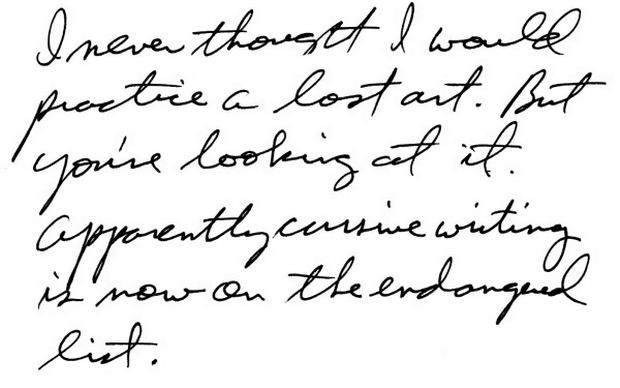 I never thought I would
practice a lost art. But
you're looking at it.
Apparently cursive writing
is now on the endangered
list.